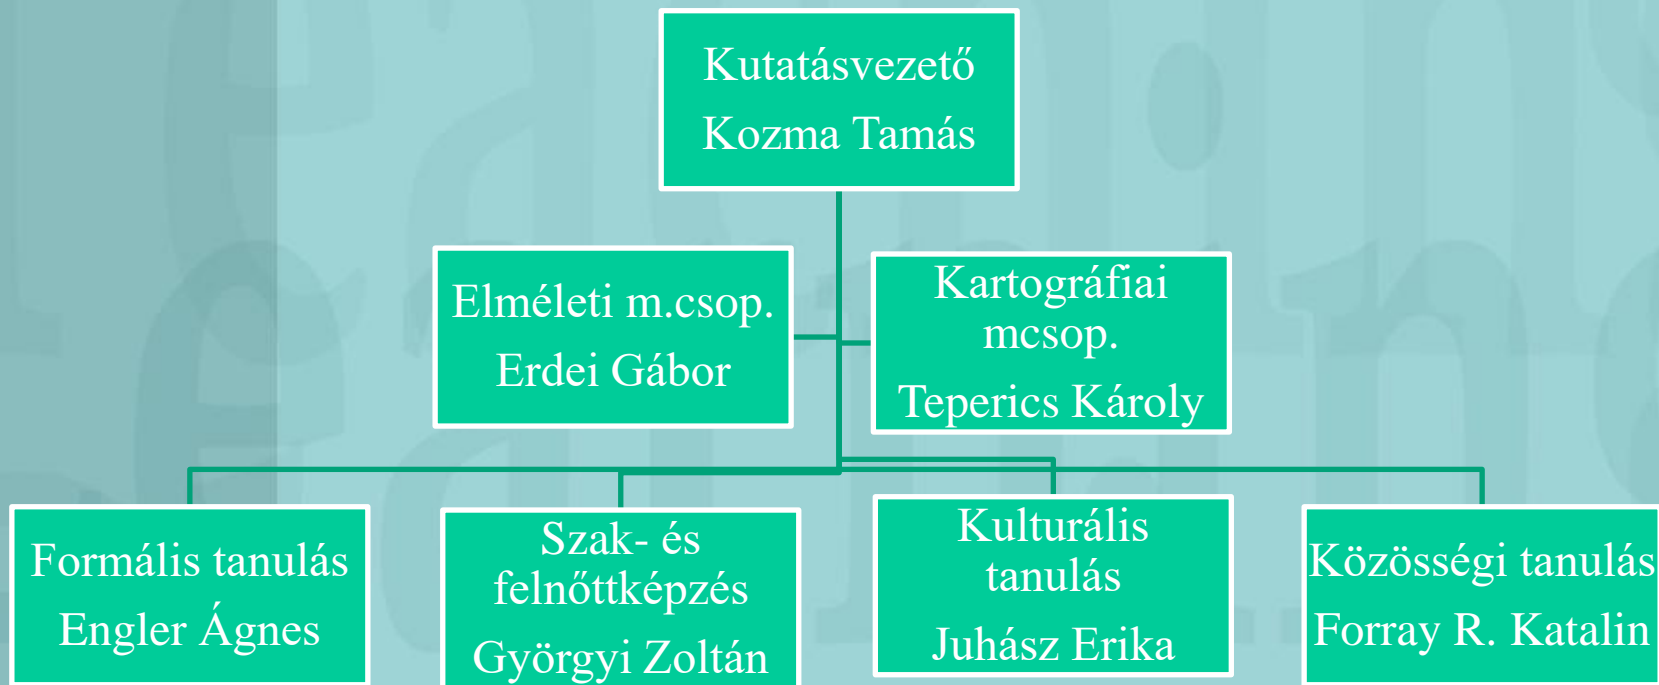 Kutatásvezető
Kozma Tamás
Elméleti m.csop.
Erdei Gábor
Kartográfiai
mcsop.
Teperics Károly
Formális tanulás
Engler Ágnes
Szak- és
felnőttképzés
Györgyi Zoltán
Kulturális
tanulás
Juhász Erika
Közösségi tanulás
Forray R. Katalin